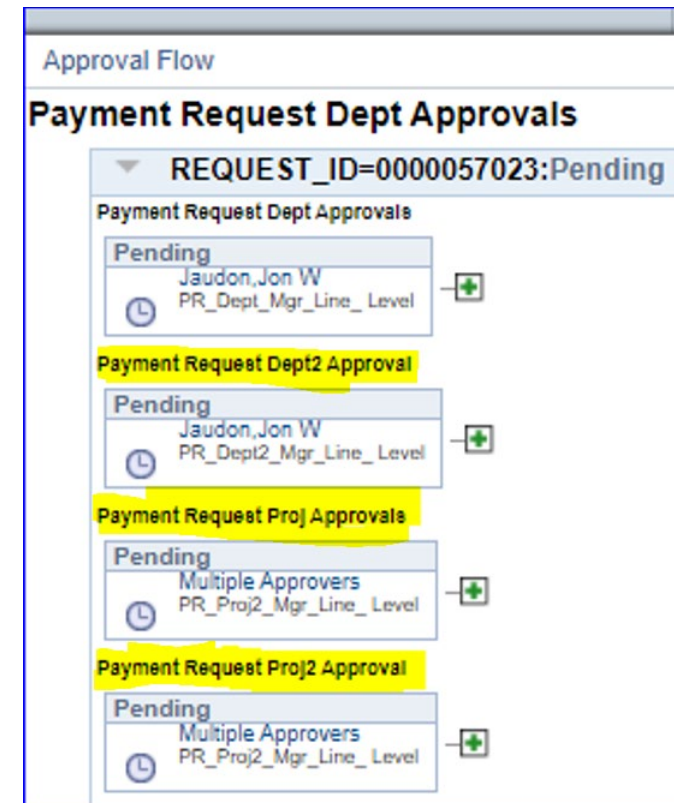 Approval Flow
Payment Request Dept Approvals
REQUEST_ID=0000057023:Pending
Payment Request Dept Approvals
Pending
Jaudon,Jon W
PR_Dept_Mgr_Line_ Level
Payment Request Dept2 Approval
Pending
Jaudon,Jon W
PR_Dept2_Mgr_Line_ Level
Payment Request Proj Approvals
Pending
Multiple Approvers
PR_Proj2_Mgr_Line_ Level
Payment Request Proj2 Approval
Pending
Multiple Approvers
PR_Proj2_Mgr_Line_ Level